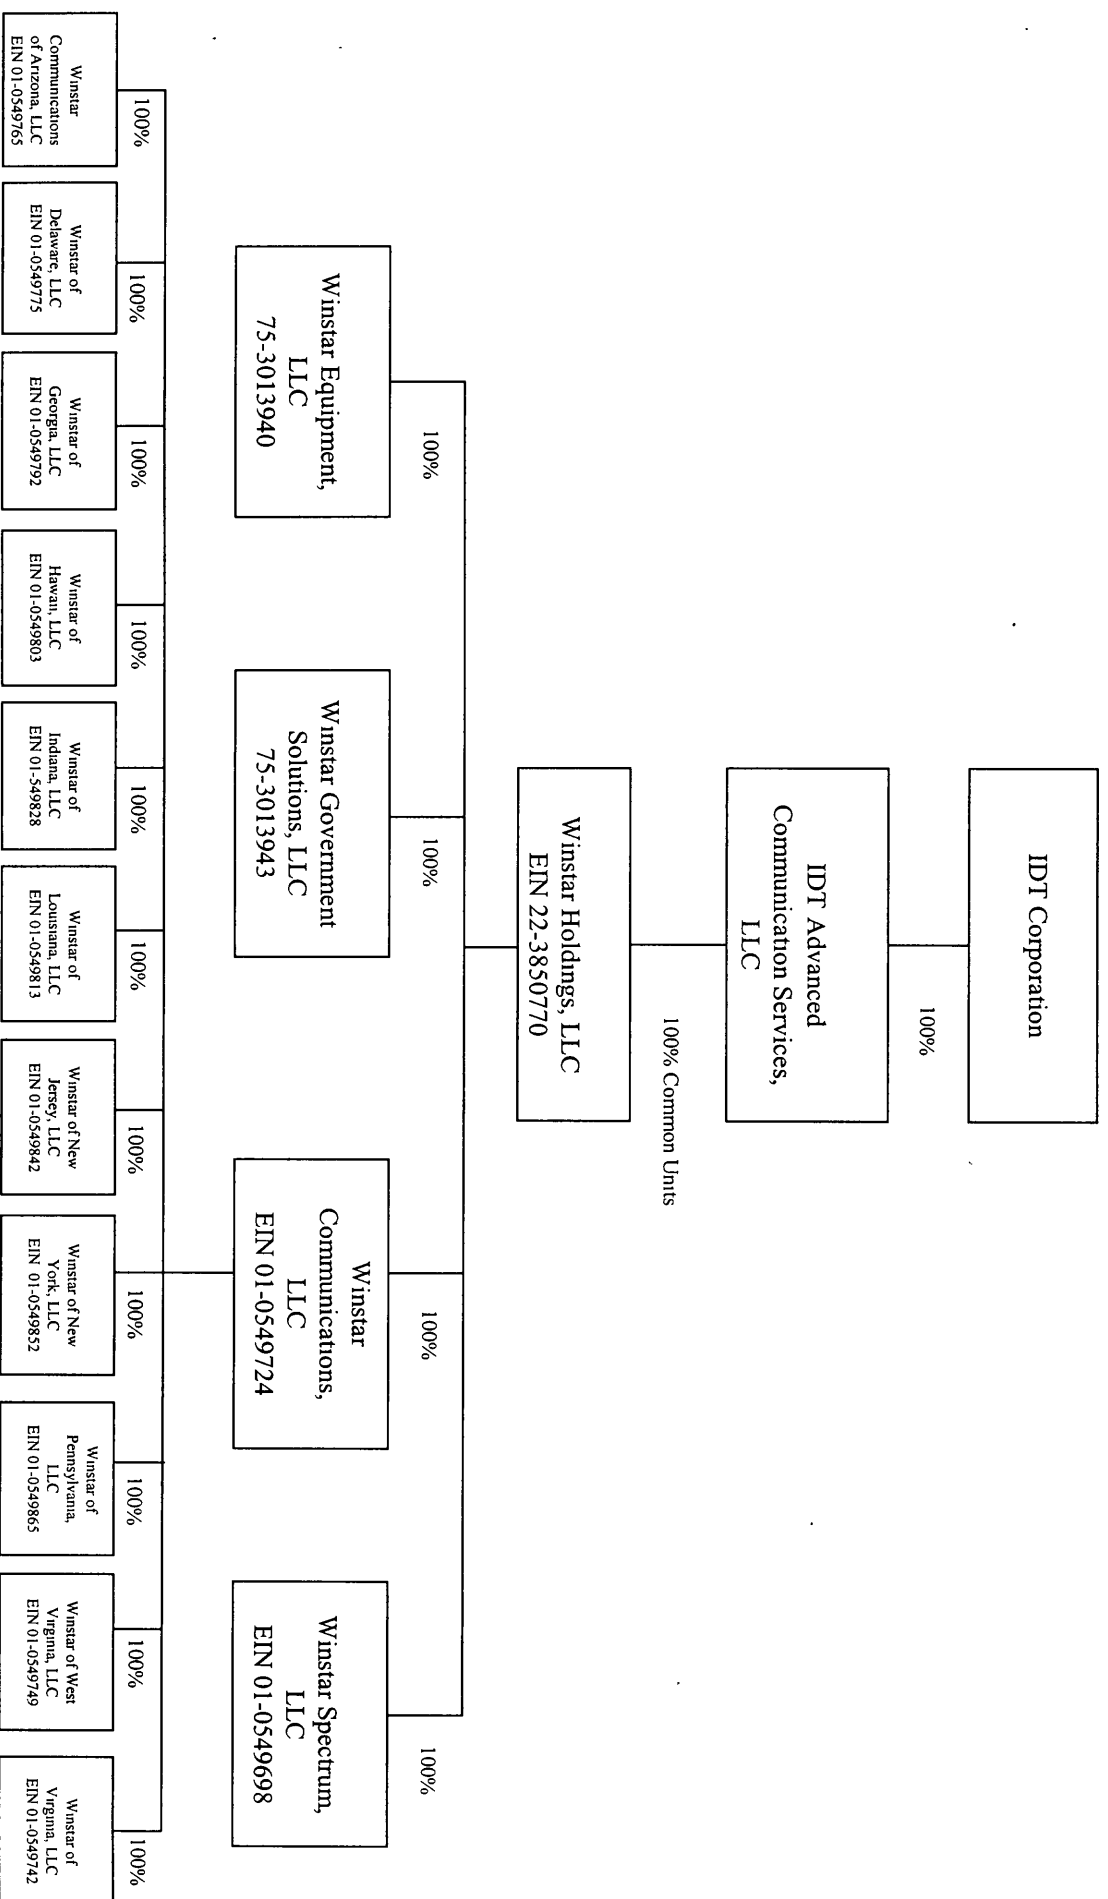 IDT Corporation
100%
IDT Advanced
Communication Services,
LLC
100% Common Units
Winstar Holdings, LLC
EIN 22-3850770
100%
100%
100%
100%
Winstar Equipment,
LLC
75-3013940
Winstar Government
Solutions, LLC
75-3013943
Winstar
Communications,
LLC
EIN 01-0549724
Winstar Spectrum,
LLC
EIN 01-0549698
100%
100%
100%
100%
100%
100%
100%
100%
100%
100%
100%
Winstar
Communications
of Arizona, LLC
EIN 01-0549765
Winstar of
Delaware, LLC
EIN 01-0549775
Winstar of
Georgia, LLC
EIN 01-0549792
Winstar of
Hawaii, LLC
EIN 01-0549803
Winstar of
Indiana, LLC
EIN 01-549828
Winstar of
Louisiana, LLC
EIN 01-0549813
Winstar of New
Jersey, LLC
EIN 01-0549842
Winstar of New
York, LLC
EIN 01-0549852
Winstar of
Pennsylvania,
LLC
EIN 01-0549865
Winstar of West
Virginia, LLC
EIN 01-0549749
Winstar of
Virginia, LLC
EIN 01-0549742